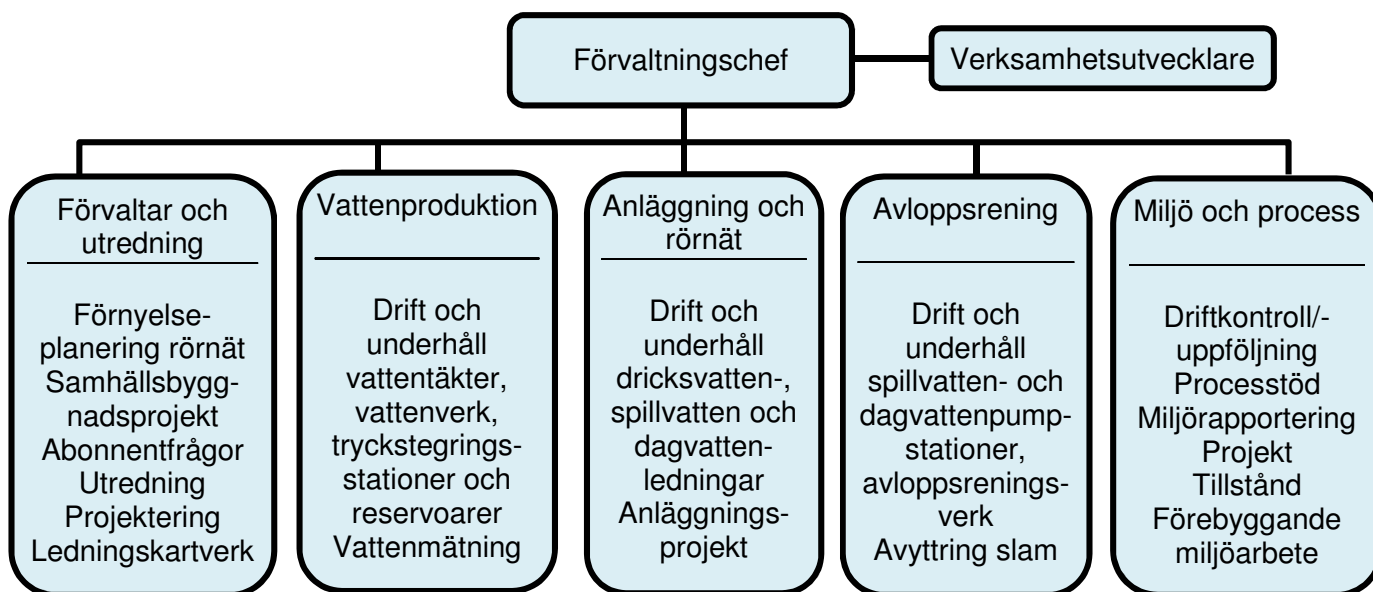 Förvaltningschef
Verksamhetsutvecklare
Förvaltar och
utredning
Förnyelse-
planering rörnät
Samhällsbygg-
nadsprojekt
Abonnentfrågor
Utredning
Projektering
Ledningskartverk
Vattenproduktion
Drift och
underhåll
vattentäkter,
vattenverk,
tryckstegrings-
stationer och
reservoarer
Vattenmätning
Anläggning och
rörnät
Drift och
underhåll
dricksvatten-,
spillvatten och
dagvatten-
ledningar
Anläggnings-
projekt
Avloppsrening
Drift och
underhåll
spillvatten- och
dagvattenpump-
stationer,
avloppsrenings-
verk
Avyttring slam
Miljö och process
Driftkontroll/-
uppföljning
Processtöd
Miljörapportering
Projekt
Tillstånd
Förebyggande
miljöarbete